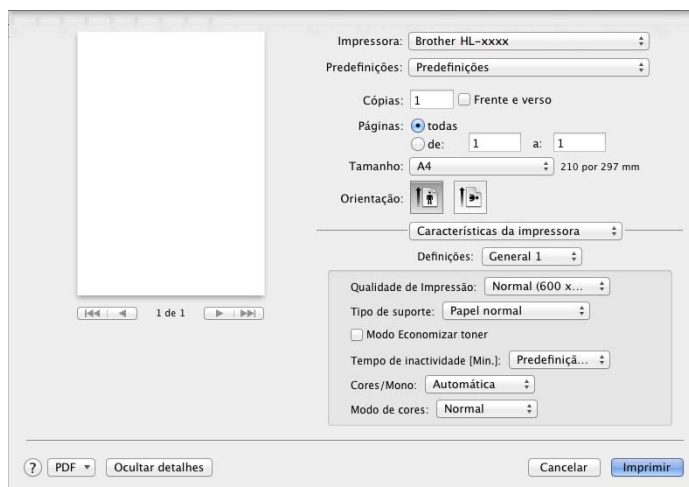 Impressora: Brother HL-xxxx
Predefinições: Predefinições
Cópias: 1 Frente e verso
Páginas: todas
de: 1 a: 1
Tamanho: A4 210 por 297 mm
Orientação:
Características da impressora
Definições: General 1
Qualidade de Impressão: Normal (600 x...
Tipo de suporte: Papel normal
1 de 1
Modo Economizar toner
Tempo de inactividade [Min.]: Predefiniçã...
Cores/Mono: Automática
Modo de cores: Normal
? PDF Ocultar detalhes Cancelar Imprimir